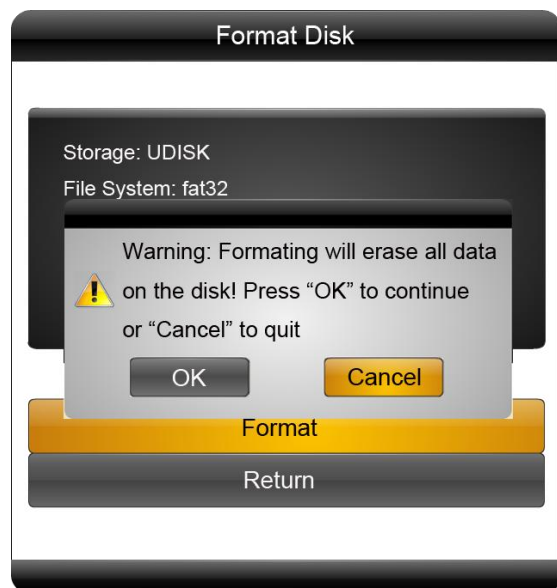 Format Disk
Storage: UDISK
File System: fat32
Warning: Formating will erase all data
on the disk! Press “OK” to continue
or “Cancel” to quit
OK Cancel
Format
Return